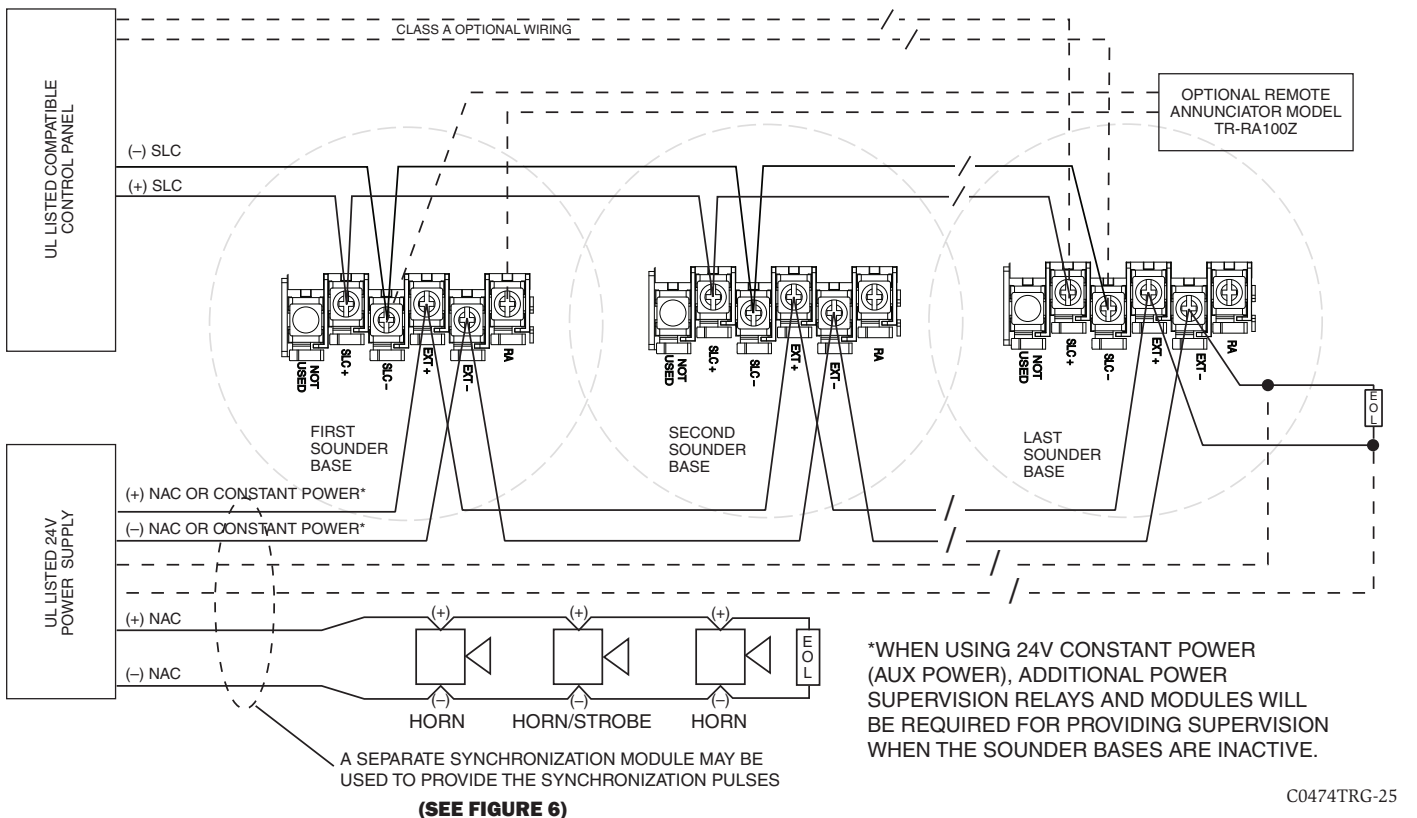 CLASS A OPTIONAL WIRING
UL LISTED COMPATIBLE
CONTROL PANEL
OPTIONAL REMOTE
ANNUNCIATOR MODEL
TR-RA100Z
(–) SLC
(+) SLC
NOT
USED
SLC +
SLC-
EXT +
EXT-
RA
NOT
USED
SLC +
SLC-
EXT +
EXT-
RA
NOT
USED
SLC +
SLC-
EXT +
EXT-
RA
EOL
FIRST
SOUNDER
BASE
SECOND
SOUNDER
BASE
LAST
SOUNDER
BASE
UL LISTED 24V
POWER SUPPLY
(+) NAC OR CONSTANT POWER*
(–) NAC OR CONSTANT POWER*
(+) NAC
(–) NAC
(+)
(+)
(+)
EOL
(–)
(–)
(–)
HORN
HORN/STROBE
HORN
*WHEN USING 24V CONSTANT POWER
(AUX POWER), ADDITIONAL POWER
SUPERVISION RELAYS AND MODULES WILL
BE REQUIRED FOR PROVIDING SUPERVISION
WHEN THE SOUNDER BASES ARE INACTIVE.
A SEPARATE SYNCHRONIZATION MODULE MAY BE
USED TO PROVIDE THE SYNCHRONIZATION PULSES
(SEE FIGURE 6)
C0474TRG-25